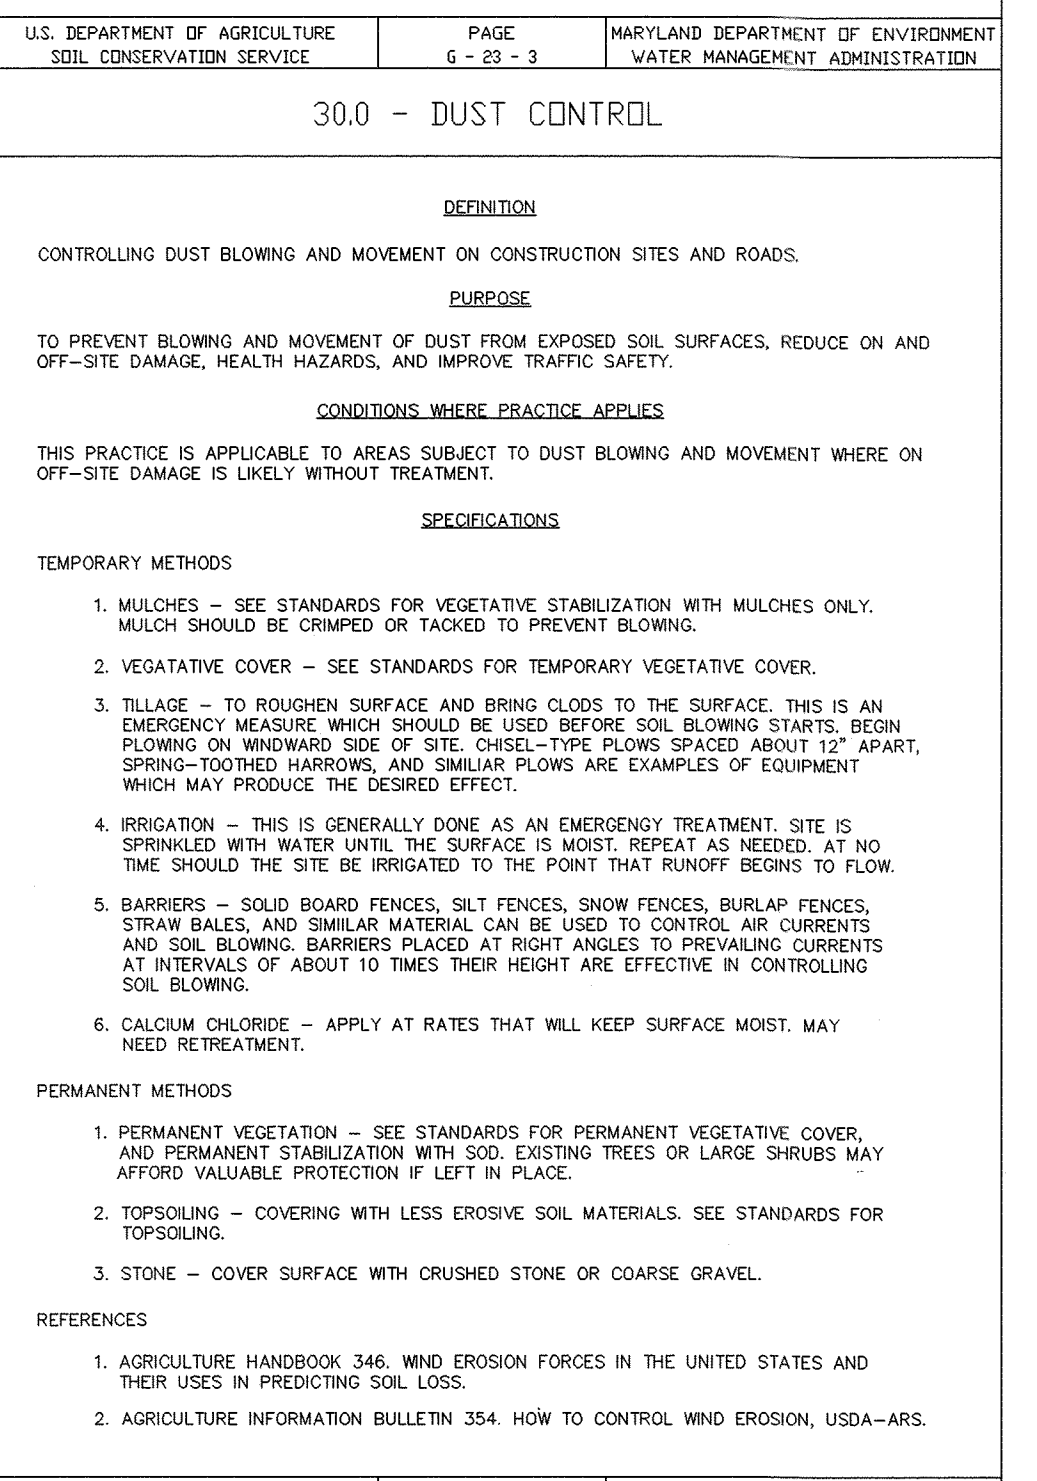 U.S. DEPARTMENT OF AGRICULTURE
SOIL CONSERVATION SERVICE
PAGE
G - 23 - 3
MARYLAND DEPARTMENT OF ENVIRONMENT
WATER MANAGEMENT ADMINISTRATION
30.0 - DUST CONTROL
DEFINITION
CONTROLLING DUST BLOWING AND MOVEMENT ON CONSTRUCTION SITES AND ROADS.
PURPOSE
TO PREVENT BLOWING AND MOVEMENT OF DUST FROM EXPOSED SOIL SURFACES, REDUCE ON AND
OFF-SITE DAMAGE, HEALTH HAZARDS, AND IMPROVE TRAFFIC SAFETY.
CONDITIONS WHERE PRACTICE APPLIES
THIS PRACTICE IS APPLICABLE TO AREAS SUBJECT TO DUST BLOWING AND MOVEMENT WHERE ON
OFF-SITE DAMAGE IS LIKELY WITHOUT TREATMENT.
SPECIFICATIONS
TEMPORARY METHODS
1. MULCHES - SEE STANDARDS FOR VEGETATIVE STABILIZATION WITH MULCHES ONLY.
MULCH SHOULD BE CRIMPED OR TACKED TO PREVENT BLOWING.
2. VEGATATIVE COVER - SEE STANDARDS FOR TEMPORARY VEGETATIVE COVER.
3. TILLAGE - TO ROUGHEN SURFACE AND BRING CLODS TO THE SURFACE. THIS IS AN
EMERGENCY MEASURE WHICH SHOULD BE USED BEFORE SOIL BLOWING STARTS. BEGIN
PLOWING ON WINDWARD SIDE OF SITE. CHISEL-TYPE PLOWS SPACED ABOUT 12" APART,
SPRING-TOOTHED HARROWS, AND SIMILIAR PLOWS ARE EXAMPLES OF EQUIPMENT
WHICH MAY PRODUCE THE DESIRED EFFECT.
4. IRRIGATION - THIS IS GENERALLY DONE AS AN EMERGENGY TREATMENT. SITE IS
SPRINKLED WITH WATER UNTIL THE SURFACE IS MOIST. REPEAT AS NEEDED. AT NO
TIME SHOULD THE SITE BE IRRIGATED TO THE POINT THAT RUNOFF BEGINS TO FLOW.
5. BARRIERS - SOLID BOARD FENCES, SILT FENCES, SNOW FENCES, BURLAP FENCES,
STRAW BALES, AND SIMIILAR MATERIAL CAN BE USED TO CONTROL AIR CURRENTS
AND SOIL BLOWING. BARRIERS PLACED AT RIGHT ANGLES TO PREVAILING CURRENTS
AT INTERVALS OF ABOUT 10 TIMES THEIR HEIGHT ARE EFFECTIVE IN CONTROLLING
SOIL BLOWING.
6. CALCIUM CHLORIDE - APPLY AT RATES THAT WILL KEEP SURFACE MOIST. MAY
NEED RETREATMENT.
PERMANENT METHODS
1. PERMANENT VEGETATION - SEE STANDARDS FOR PERMANENT VEGETATIVE COVER,
AND PERMANENT STABILIZATION WITH SOD. EXISTING TREES OR LARGE SHRUBS MAY
AFFORD VALUABLE PROTECTION IF LEFT IN PLACE.
2. TOPSOILING - COVERING WITH LESS EROSIVE SOIL MATERIALS. SEE STANDARDS FOR
TOPSOILING.
3. STONE - COVER SURFACE WITH CRUSHED STONE OR COARSE GRAVEL.
REFERENCES
1. AGRICULTURE HANDBOOK 346. WIND EROSION FORCES IN THE UNITED STATES AND
THEIR USES IN PREDICTING SOIL LOSS.
2. AGRICULTURE INFORMATION BULLETIN 354. HOW TO CONTROL WIND EROSION, USDA-ARS.